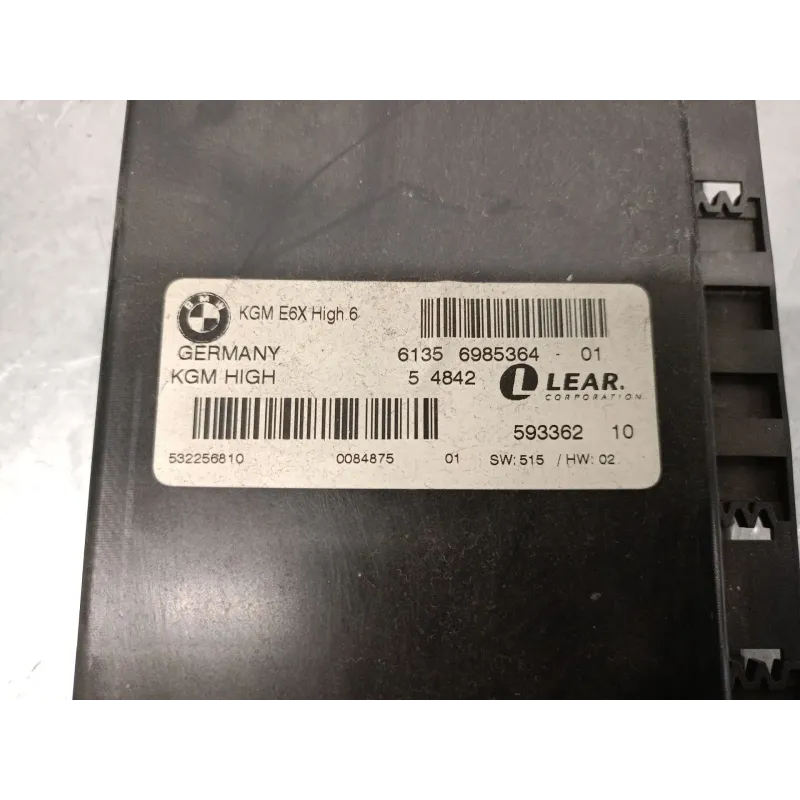 BMW KGM E6X High 6
GERMANY 6135 6985364 - 01
KGM HIGH 5 4842 LEAR.
CORPORATION
593362 10
532256810 0084875 01 SW: 515 / HW: 02